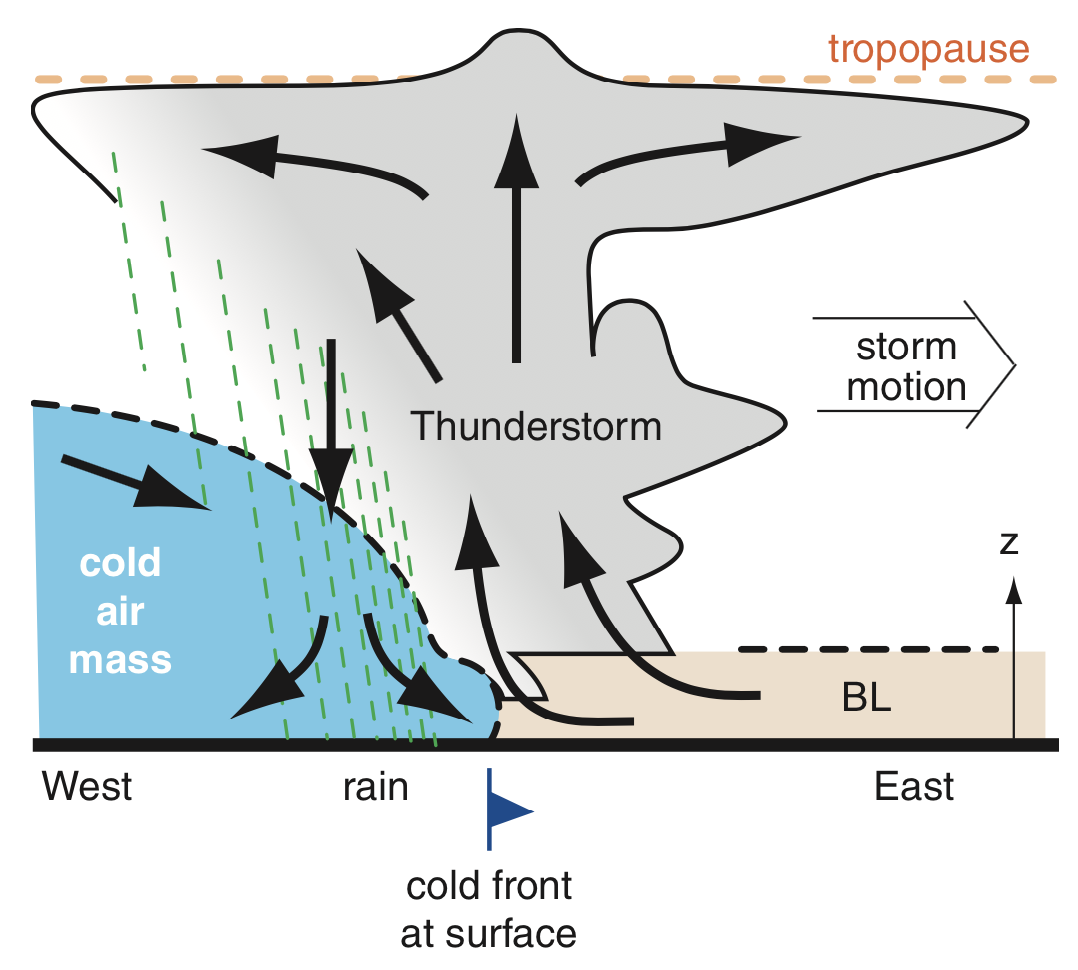 tropopause
storm
motion
Thunderstorm
z
cold
air
mass
BL
West
rain
East
cold front
at surface